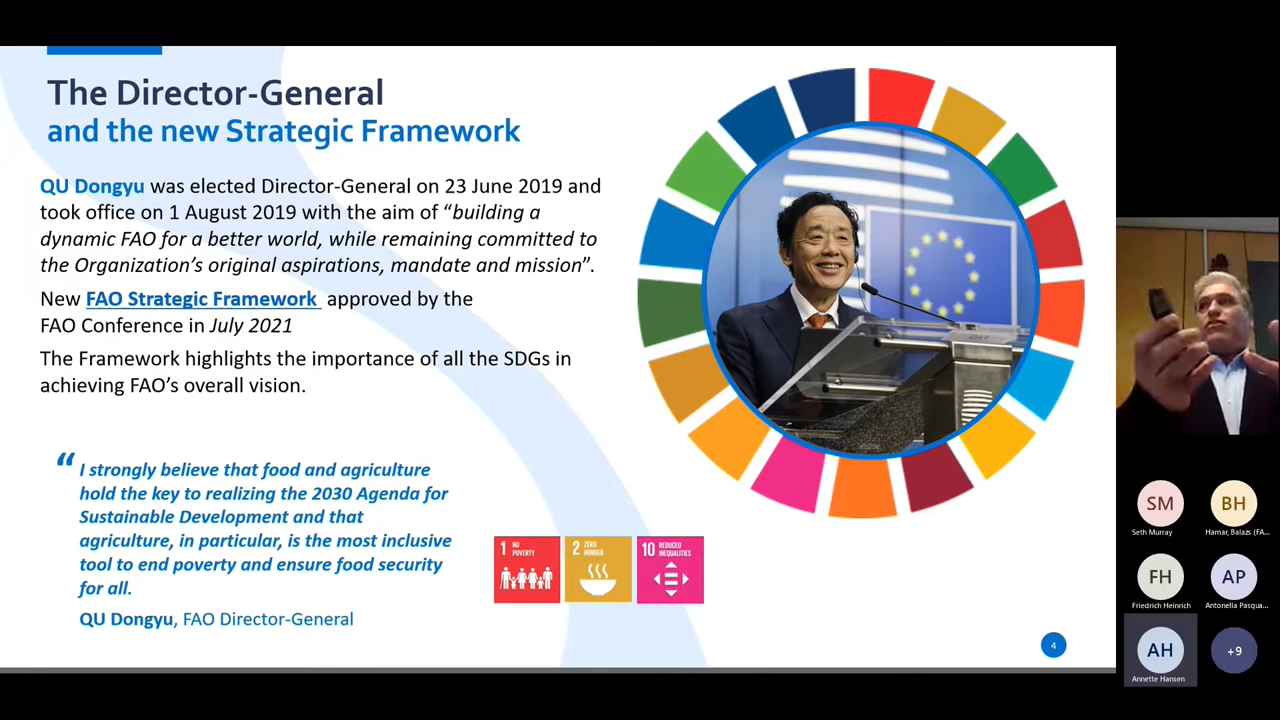 The Director-General
and the new Strategic Framework
QU Dongyu was elected Director-General on 23 June 2019 and
took office on 1 August 2019 with the aim of “building a
dynamic FAO for a better world, while remaining committed to
the Organization’s original aspirations, mandate and mission”.
New FAO Strategic Framework approved by the
FAO Conference in July 2021
The Framework highlights the importance of all the SDGs in
achieving FAO’s overall vision.
“ I strongly believe that food and agriculture
hold the key to realizing the 2030 Agenda for
Sustainable Development and that
agriculture, in particular, is the most inclusive
tool to end poverty and ensure food security
for all.
QU Dongyu, FAO Director-General
1 NO
POVERTY
2 ZERO
HUNGER
10 REDUCED
INEQUALITIES
4
SM
Seth Murray
BH
Hamar, Balazs (FA...
FH
Friedrich Heinrich
AP
Antonella Pasqua...
AH
Annette Hansen
+9